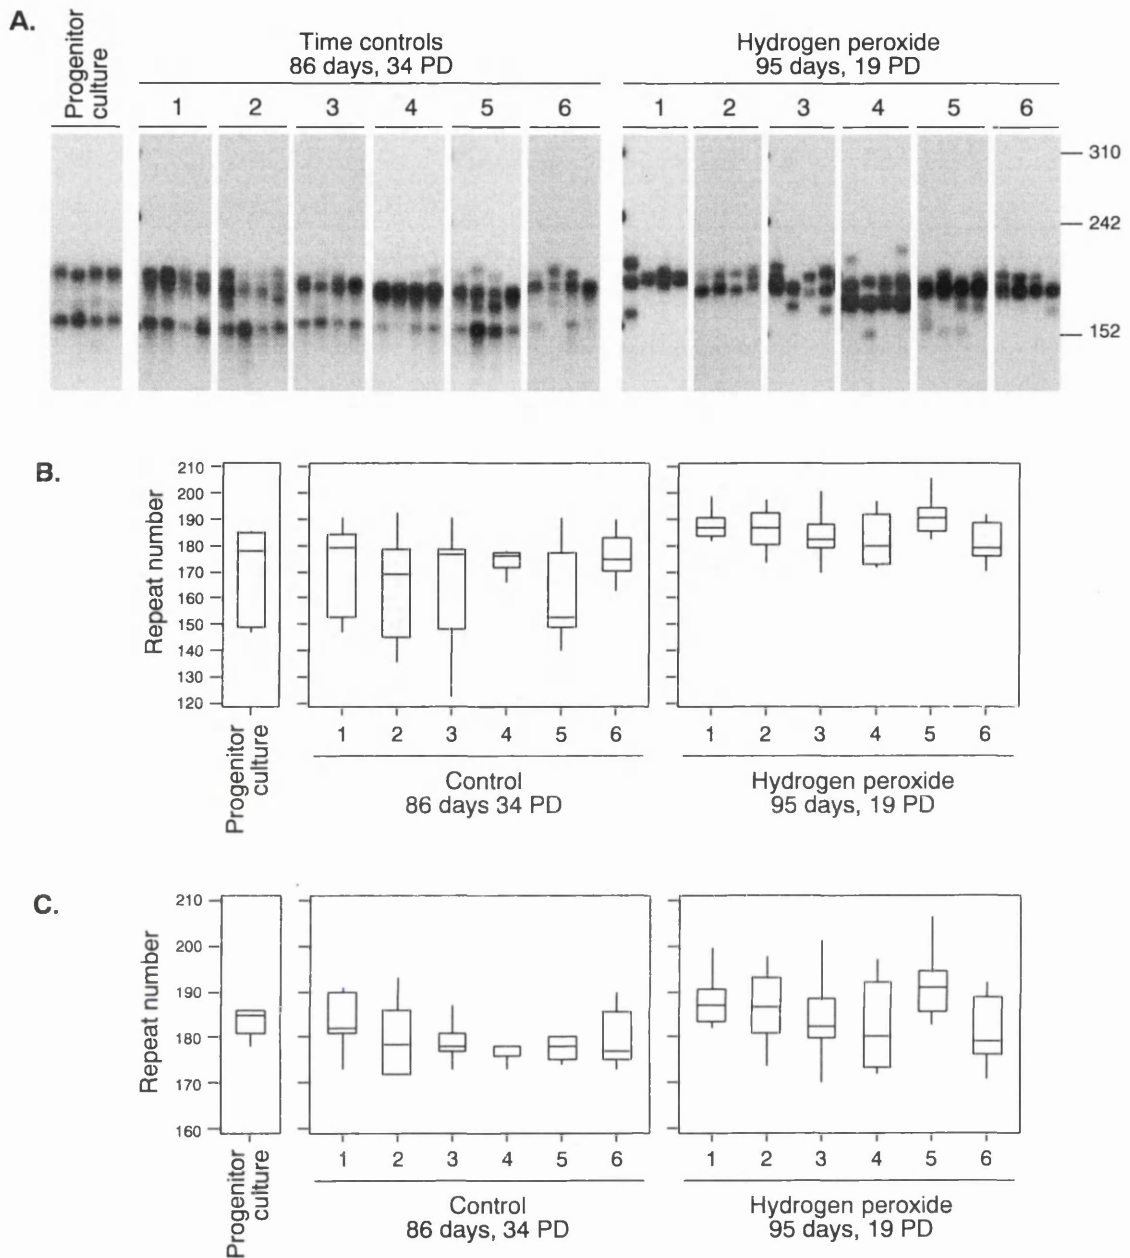 A.
Progenitor
culture
Time controls
86 days, 34 PD
Hydrogen peroxide
95 days, 19 PD
1 2 3 4 5 6
1 2 3 4 5 6
310
242
152
B.
Repeat number
210
200
190
180
170
160
150
140
130
120
Progenitor
culture
1 2 3 4 5 6
Control
86 days 34 PD
1 2 3 4 5 6
Hydrogen peroxide
95 days, 19 PD
C.
Repeat number
210
200
190
180
170
160
Progenitor
culture
1 2 3 4 5 6
Control
86 days, 34 PD
1 2 3 4 5 6
Hydrogen peroxide
95 days, 19 PD